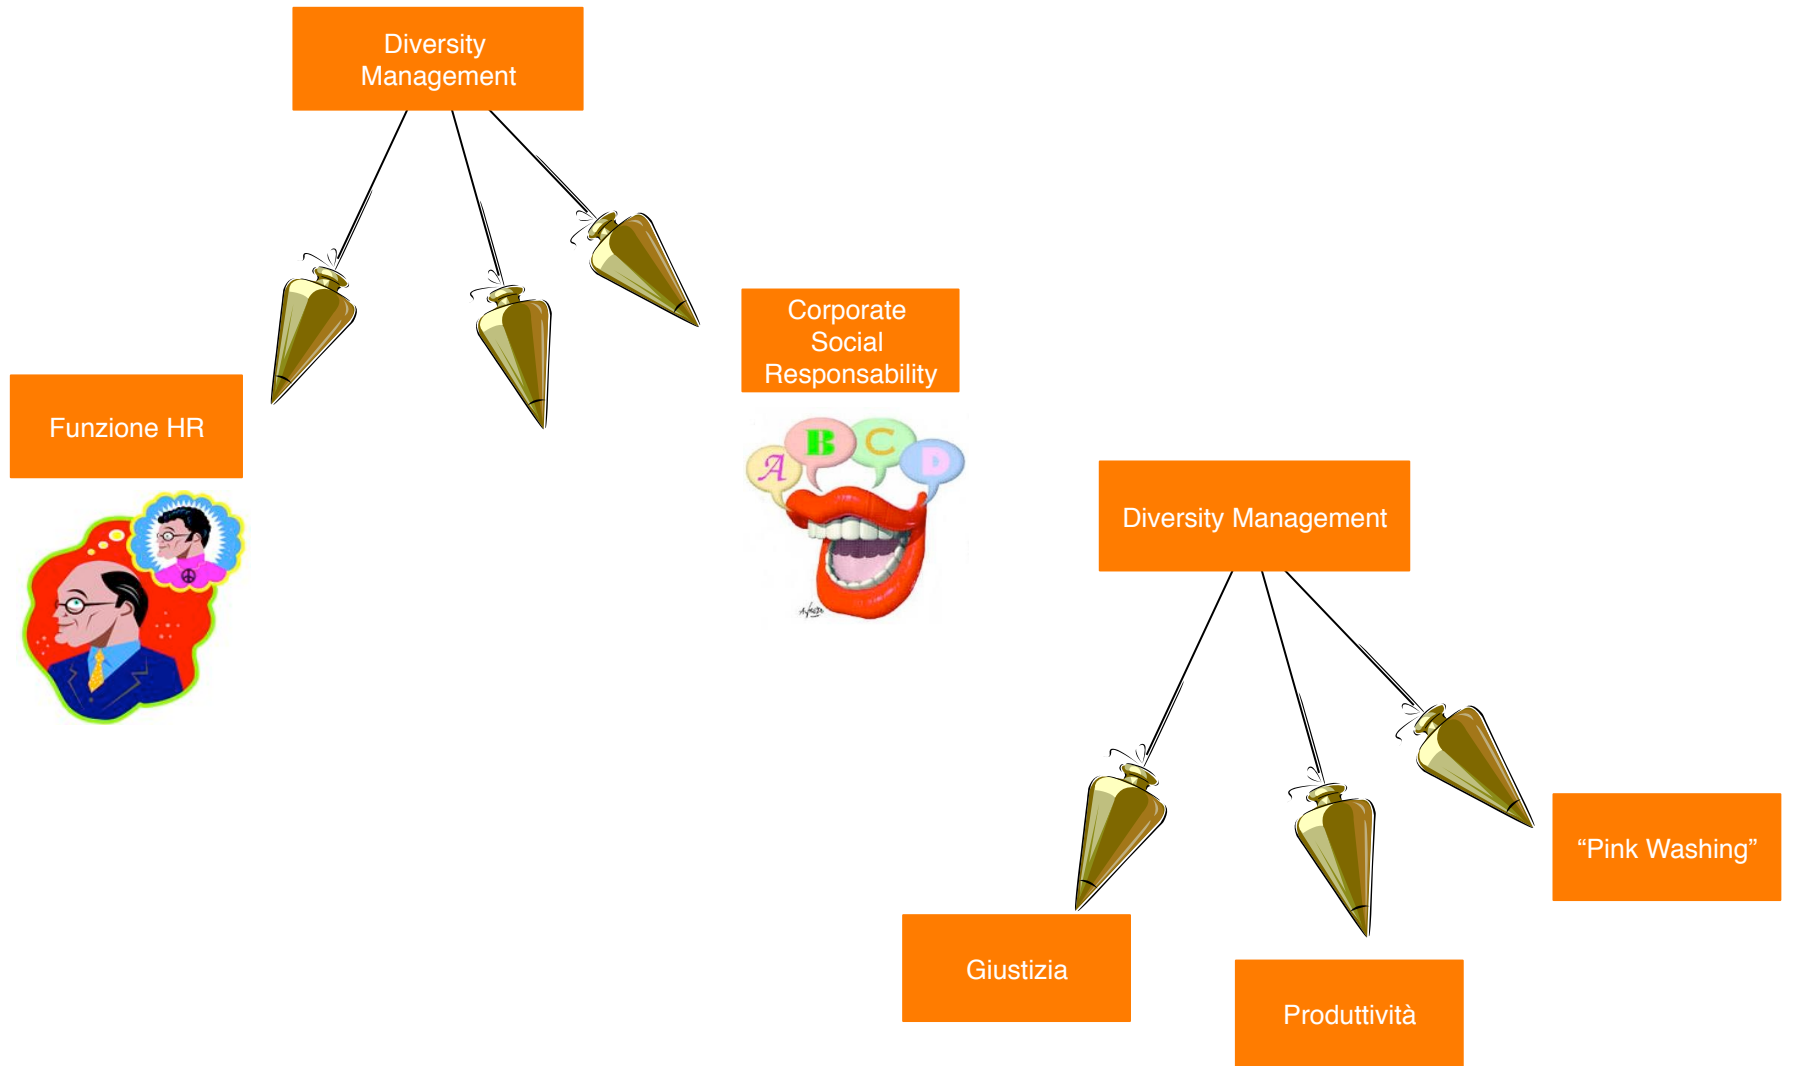 Diversity
Management
Corporate
Social
Responsability
Funzione HR
A
B
C
D
Diversity Management
“Pink Washing”
Giustizia
Produttività